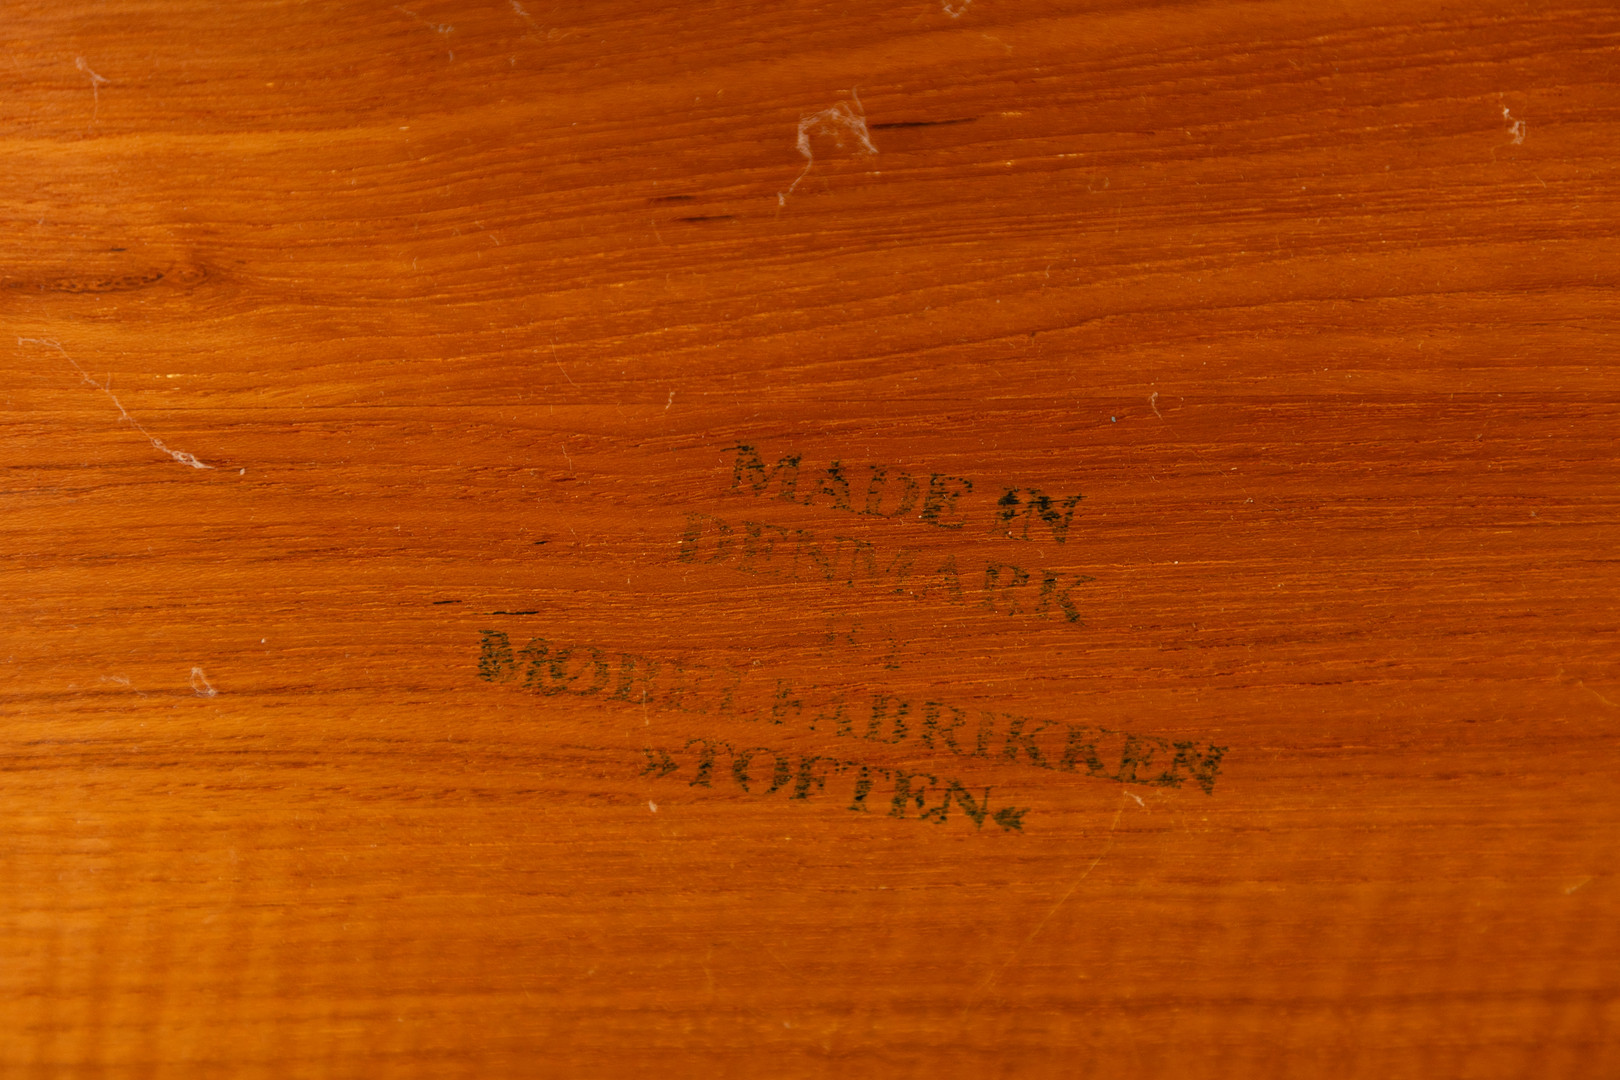 MADE IN
DENMARK
BY
MØBELFABRIKKEN
»TOFTEN«